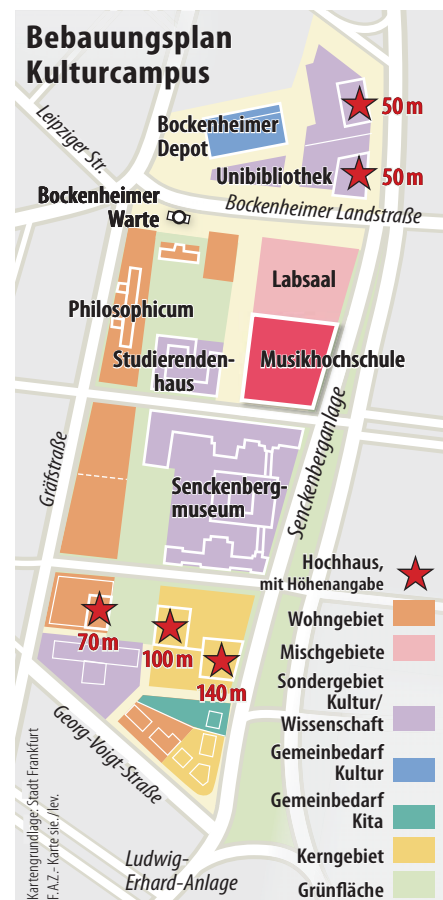 Bebauungsplan
Kulturcampus
Leipziger Str.
Bockenheimer
Depot
50 m
Unibibliothek
50 m
Bockenheimer Landstraße
Bockenheimer
Warte
Labsaal
Philosophicum
Studierenden-
haus
Musikhochschule
Gräfstraße
Senckenberganlage
Senckenberg-
museum
70 m
100 m
140 m
Georg-Voigt-Straße
Ludwig-
Erhard-Anlage
Hochhaus,
mit Höhenangabe
Wohngebiet
Mischgebiete
Sondergebiet
Kultur/
Wissenschaft
Gemeinbedarf
Kultur
Gemeinbedarf
Kita
Kerngebiet
Grünfläche
Kartengrundlage: Stadt Frankfurt
F.A.Z.- Karte sie./lev.